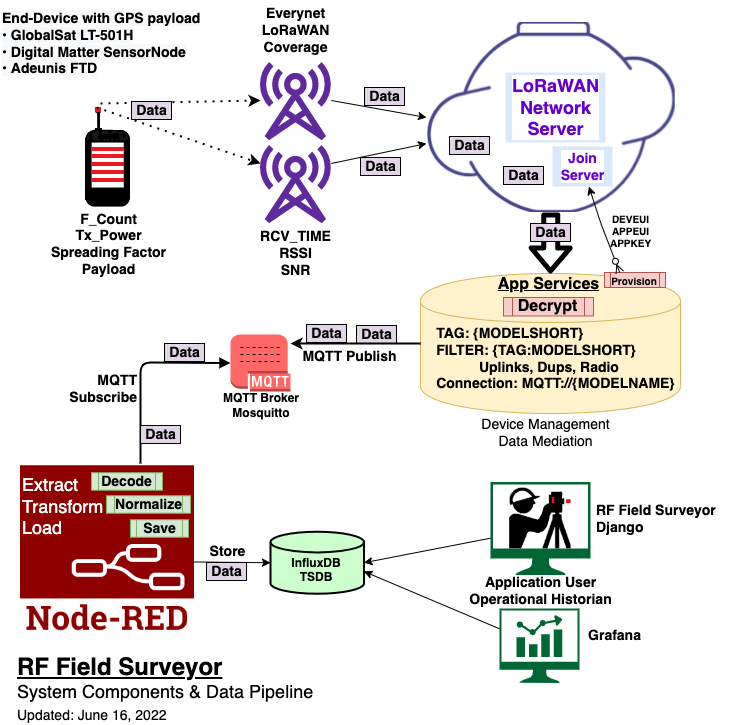 End-Device with GPS payload
• GlobalSat LT-501H
• Digital Matter SensorNode
• Adeunis FTD
Everynet
LoRaWAN
Coverage
Data
Data
Data
F_Count
Tx_Power
Spreading Factor
Payload
RCV_TIME
RSSI
SNR
LoRaWAN
Network
Server
Data
Join
Server
Data
Data
DEVEUI
APPEUI
APPKEY
Provision
App Services
Decrypt
TAG: {MODELSHORT}
FILTER: {TAG:MODELSHORT}
Uplinks, Dups, Radio
Connection: MQTT://{MODELNAME}
Device Management
Data Mediation
Data
Data
MQTT Publish
MQTT
MQTT Broker
Mosquitto
Data
MQTT
Subscribe
Data
Extract
Decode
Transform
Normalize
Load
Save
Node-RED
Store
Data
InfluxDB
TSDB
RF Field Surveyor
Django
Application User
Operational Historian
Grafana
RF Field Surveyor
System Components & Data Pipeline
Updated: June 16, 2022